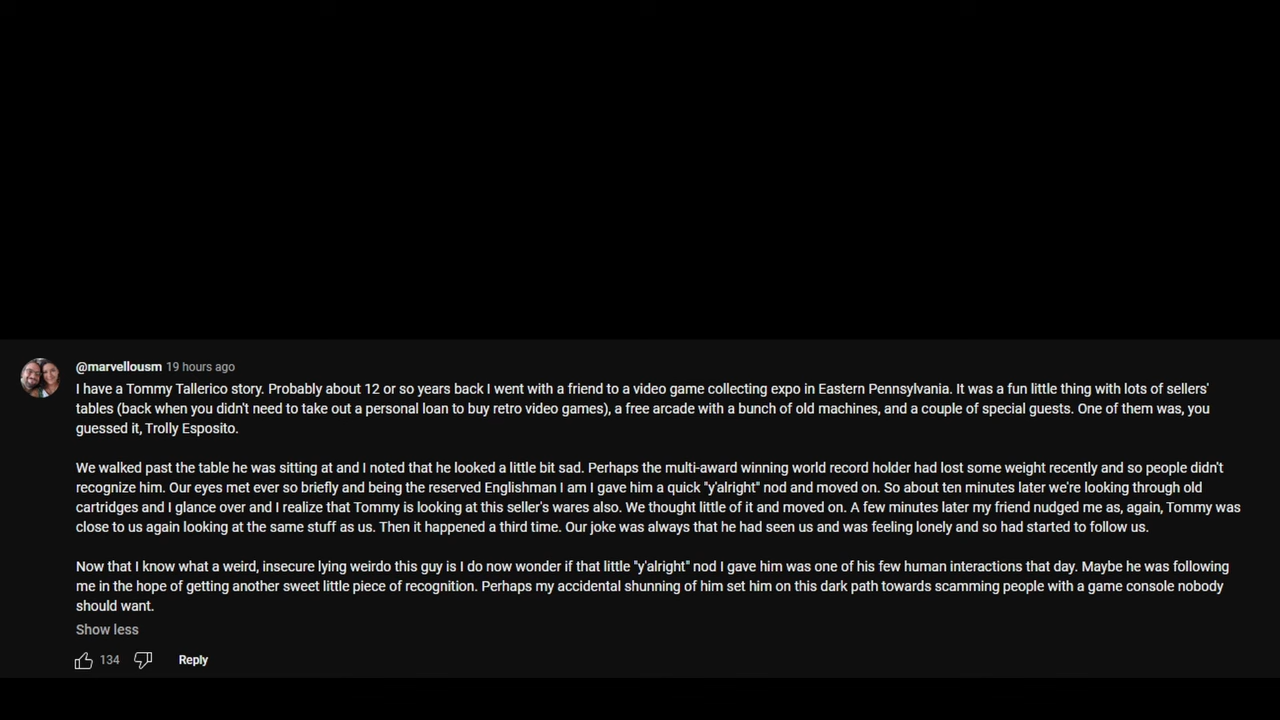 @marvellousm 19 hours ago
I have a Tommy Tallerico story. Probably about 12 or so years back I went with a friend to a video game collecting expo in Eastern Pennsylvania. It was a fun little thing with lots of sellers'
tables (back when you didn't need to take out a personal loan to buy retro video games), a free arcade with a bunch of old machines, and a couple of special guests. One of them was, you
guessed it, Trolly Esposito.
We walked past the table he was sitting at and I noted that he looked a little bit sad. Perhaps the multi-award winning world record holder had lost some weight recently and so people didn't
recognize him. Our eyes met ever so briefly and being the reserved Englishman I am I gave him a quick "y'alright" nod and moved on. So about ten minutes later we're looking through old
cartridges and I glance over and I realize that Tommy is looking at this seller's wares also. We thought little of it and moved on. A few minutes later my friend nudged me as, again, Tommy was
close to us again looking at the same stuff as us. Then it happened a third time. Our joke was always that he had seen us and was feeling lonely and so had started to follow us.
Now that I know what a weird, insecure lying weirdo this guy is I do now wonder if that little "y'alright" nod I gave him was one of his few human interactions that day. Maybe he was following
me in the hope of getting another sweet little piece of recognition. Perhaps my accidental shunning of him set him on this dark path towards scamming people with a game console nobody
should want.
Show less
134 Reply